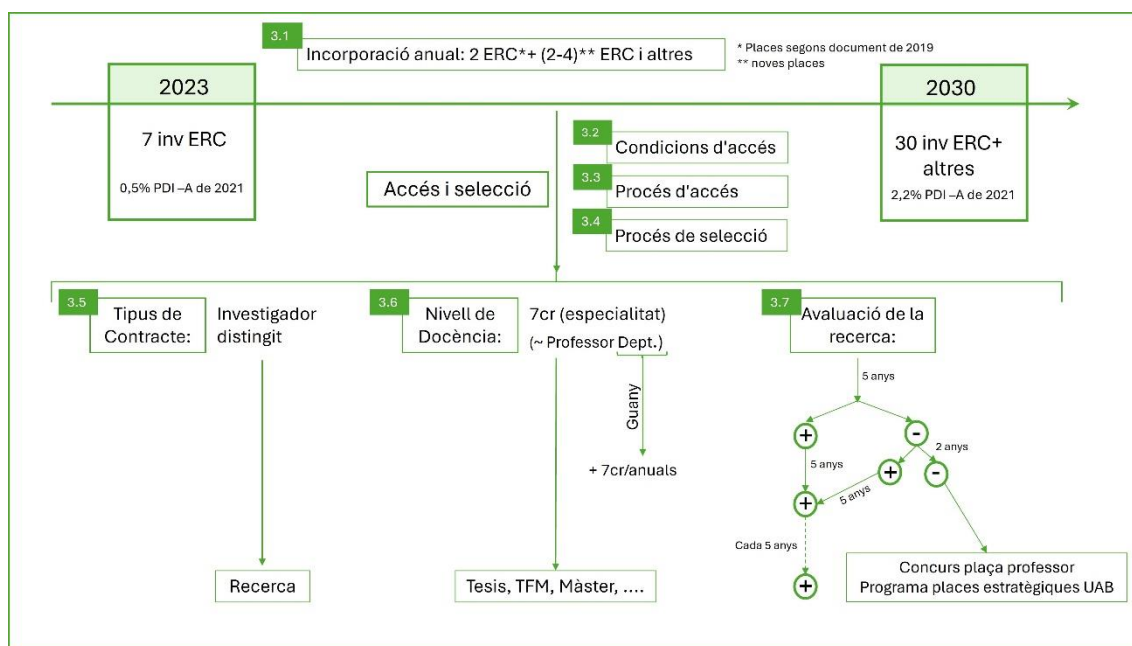 3.1
Incorporació anual: 2 ERC*+ (2-4)** ERC i altres
* Places segons document de 2019
** noves places
2023
7 inv ERC
0,5% PDI –A de 2021
2030
30 inv ERC+
altres
2,2% PDI –A de 2021
Accés i selecció
3.2
Condicions d'accés
3.3
Procés d'accés
3.4
Procés de selecció
3.5
Tipus de
Contracte:
Investigador
distingit
Recerca
3.6
Nivell de
Docència:
7cr (especialitat)
(~ Professor Dept.)
Guany
+ 7cr/anuals
Tesis, TFM, Màster, ....
3.7
Avaluació de la
recerca:
5 anys
+
-
2 anys
5 anys
+
-
5 anys
+
Cada 5 anys
+
Concurs plaça professor
Programa places estratègiques UAB